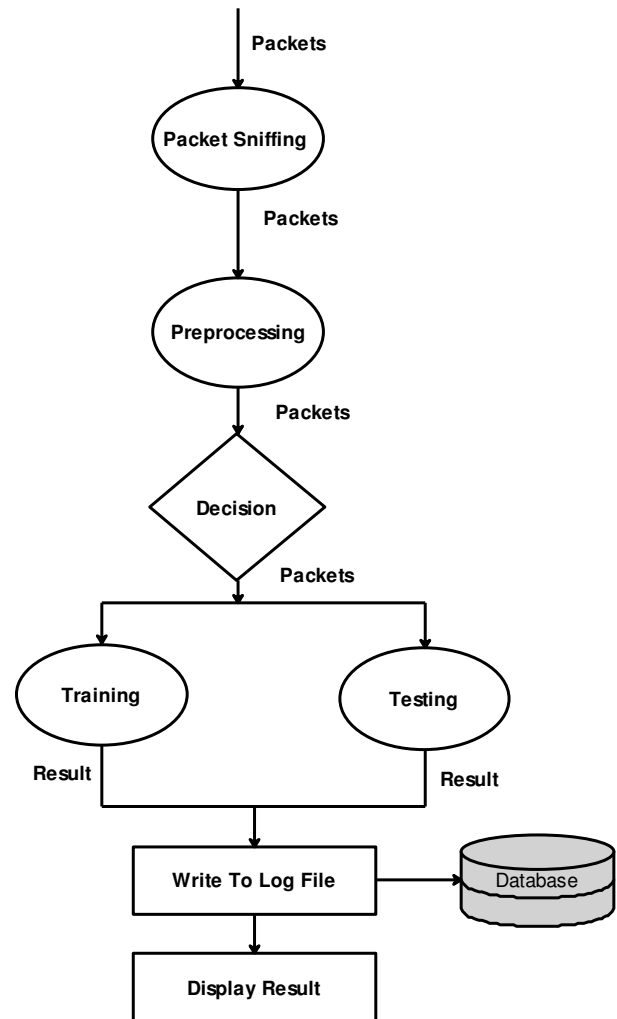 Packets
Packet Sniffing
Packets
Preprocessing
Packets
Decision
Packets
Training
Testing
Result
Result
Write To Log File
Database
Display Result